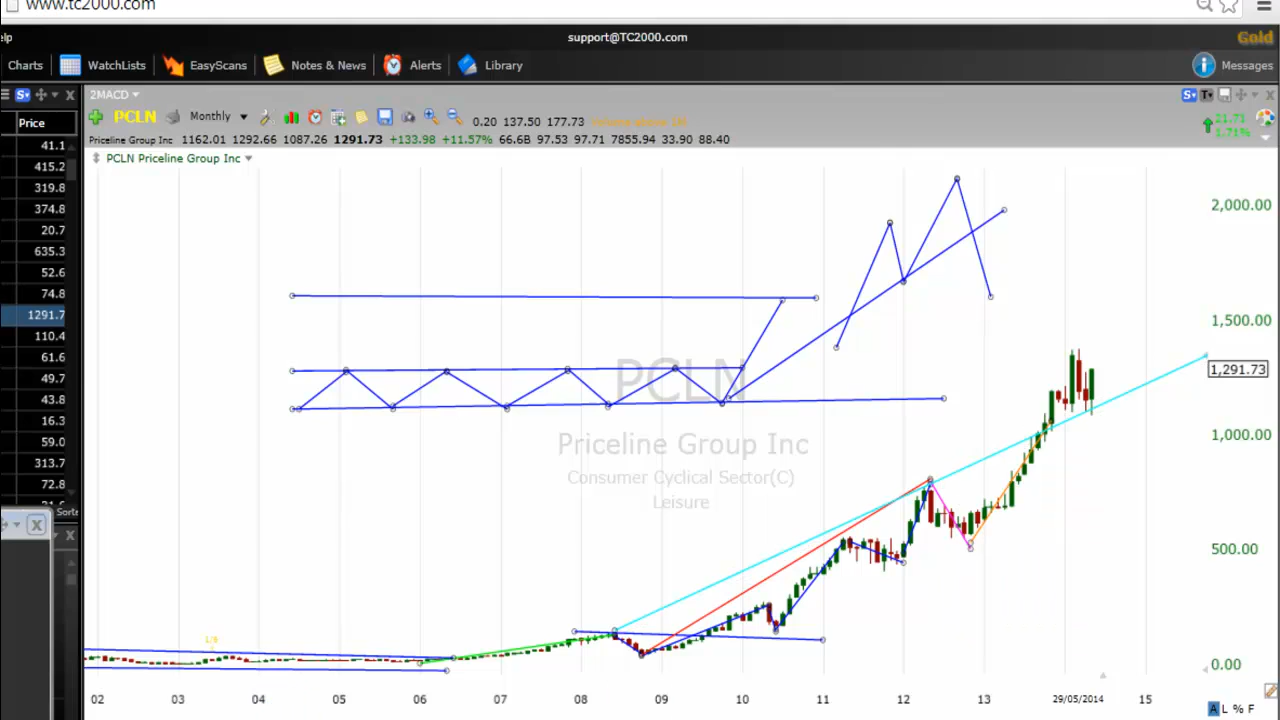 www.tc2000.com
elp
support@TC2000.com
Gold
Charts
WatchLists
EasyScans
Notes & News
Alerts
Library
Messages
2MACD
Price
PCLN
Monthly
0.20 137.50 177.73
21.71
1.71%
Priceline Group Inc 1162.01 1292.66 1087.26 1291.73 +133.98 +11.57% 66.6B 97.53 97.71 7855.94 33.90 88.40
PCLN Priceline Group Inc
41.1
415.2
319.8
374.8
20.7
635.3
52.6
74.8
1291.7
110.4
61.6
49.7
43.8
16.3
59.0
313.7
72.8
Sorte
2,000.00
1,500.00
1,291.73
1,000.00
500.00
0.00
PCLN
Priceline Group Inc
Consumer Cyclical Sector(C)
Leisure
02 03 04 05 06 07 08 09 10 11 12 13 29/05/2014 15
A L % F